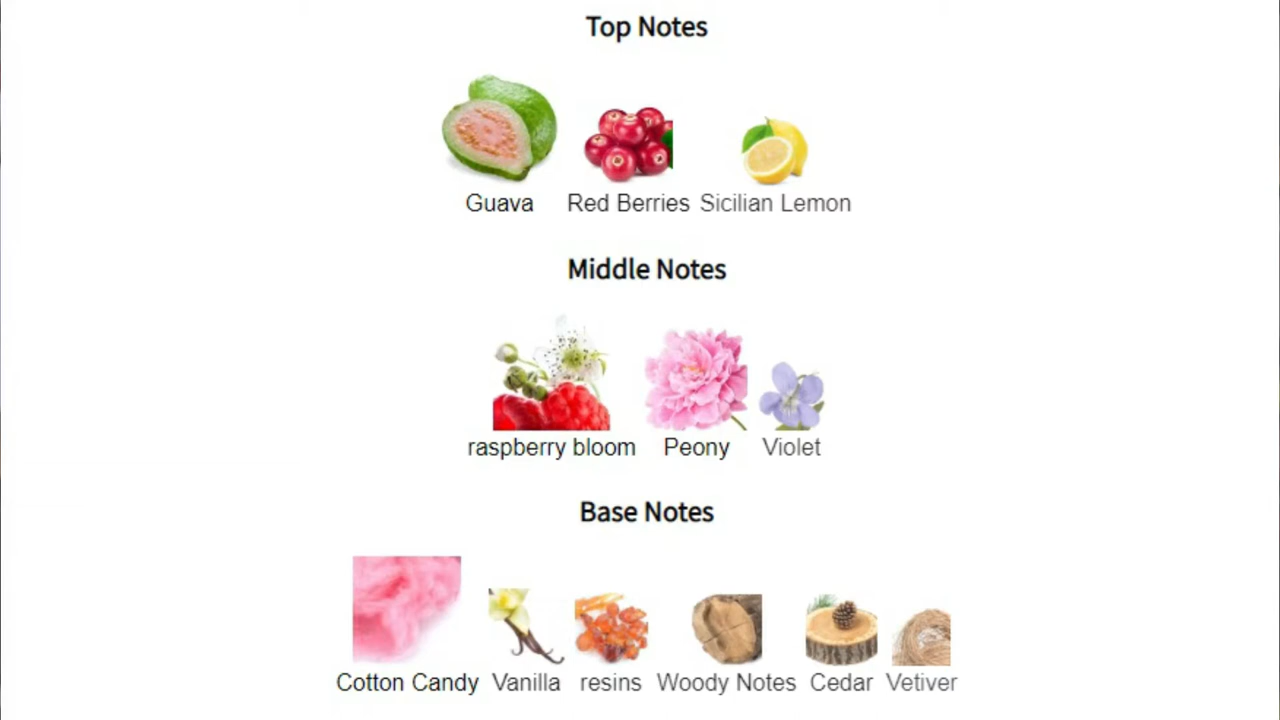 Top Notes
Guava Red Berries Sicilian Lemon
Middle Notes
raspberry bloom Peony Violet
Base Notes
Cotton Candy Vanilla resins Woody Notes Cedar Vetiver